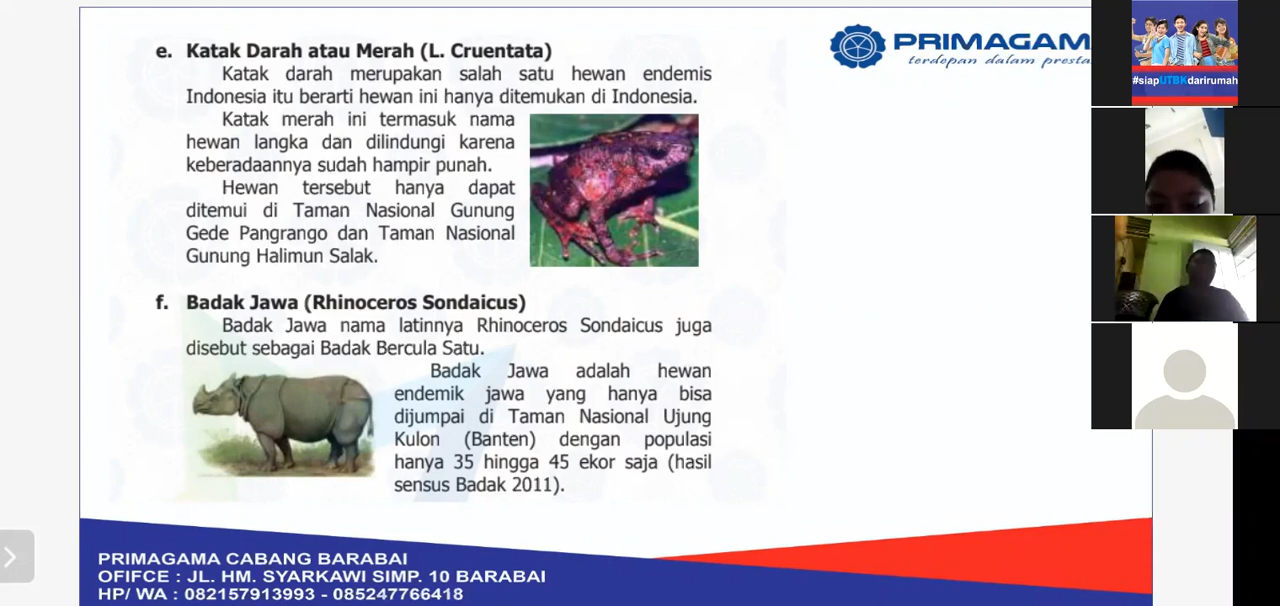 e. Katak Darah atau Merah (L. Cruentata)
Katak darah merupakan salah satu hewan endemis
Indonesia itu berarti hewan ini hanya ditemukan di Indonesia.
Katak merah ini termasuk nama
hewan langka dan dilindungi karena
keberadaannya sudah hampir punah.
Hewan tersebut hanya dapat
ditemui di Taman Nasional Gunung
Gede Pangrango dan Taman Nasional
Gunung Halimun Salak.
f. Badak Jawa (Rhinoceros Sondaicus)
Badak Jawa nama latinnya Rhinoceros Sondaicus juga
disebut sebagai Badak Bercula Satu.
Badak Jawa adalah hewan
endemik jawa yang hanya bisa
dijumpai di Taman Nasional Ujung
Kulon (Banten) dengan populasi
hanya 35 hingga 45 ekor saja (hasil
sensus Badak 2011).
PRIMAGAM
terdepan dalam presta
#siapUTBKdarirumah
PRIMAGAMA CABANG BARABAI
OFIFCE : JL. HM. SYARKAWI SIMP. 10 BARABAI
HP/ WA : 082157913993 - 085247766418